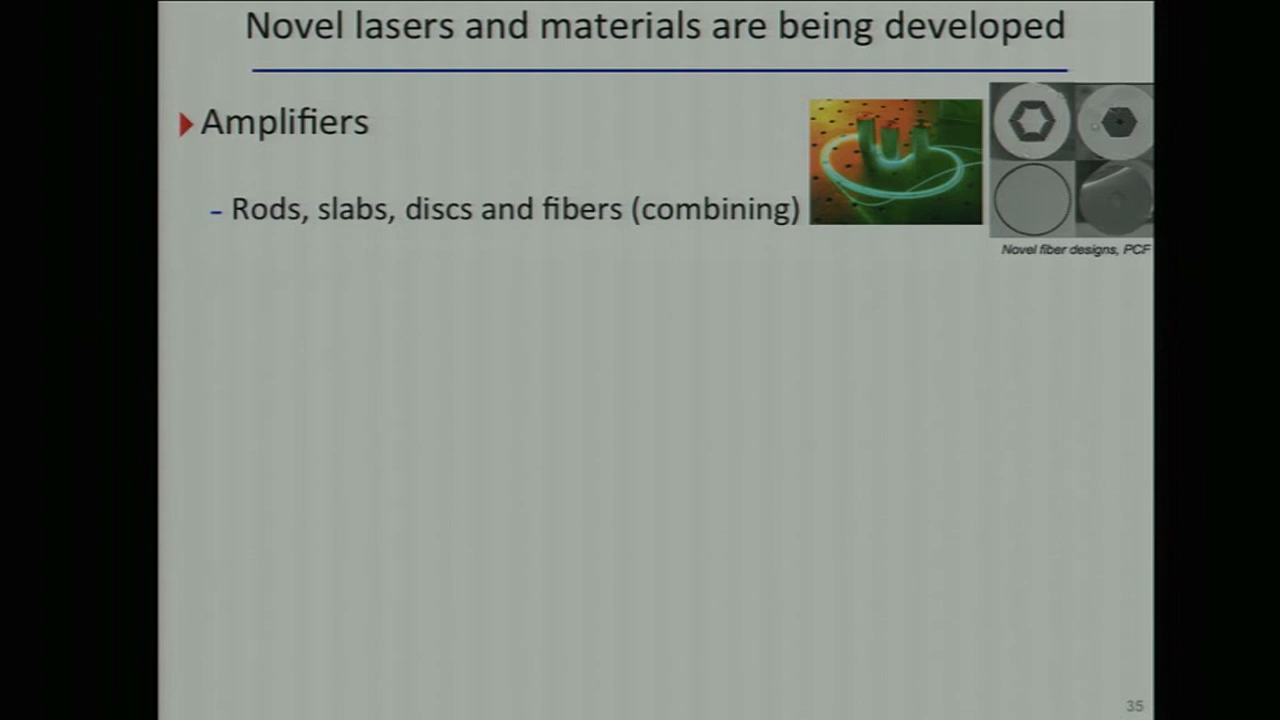 Novel lasers and materials are being developed
Amplifiers
- Rods, slabs, discs and fibers (combining)
Novel fiber designs, PCF
35